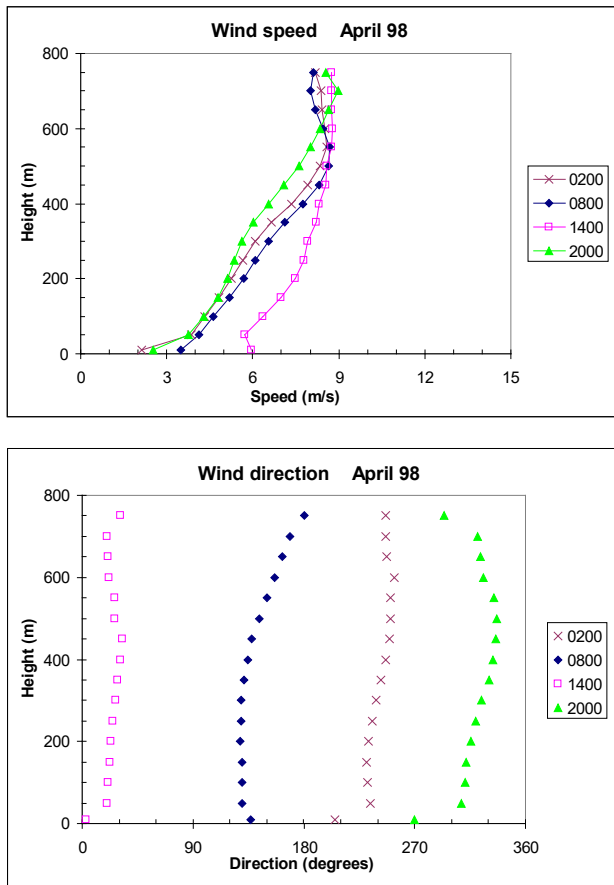 Wind speed April 98
Height (m)
800
600
400
200
0
0 3 6 9 12 15
Speed (m/s)
0200
0800
1400
2000
Wind direction April 98
Height (m)
800
600
400
200
0
0 90 180 270 360
Direction (degrees)
0200
0800
1400
2000